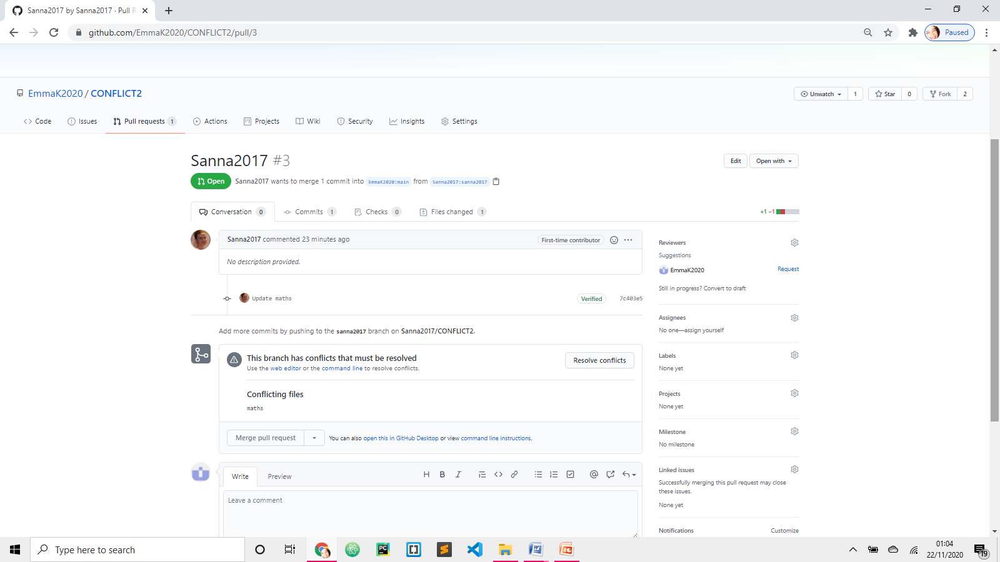 Sanna2017 by Sanna2017 · Pull R
github.com/EmmaK2020/CONFLICT2/pull/3
Paused
EmmaK2020 / CONFLICT2
Unwatch 1
Star 0
Fork 2
Code
Issues
Pull requests 1
Actions
Projects
Wiki
Security
Insights
Settings
Sanna2017 #3
Edit
Open with
Open
Sanna2017 wants to merge 1 commit into EmmaK2020:main from Sanna2017:sanna2017
Conversation 0
Commits 1
Checks 0
Files changed 1
+1 −1
Sanna2017 commented 23 minutes ago
First-time contributor
No description provided.
Update maths
Verified
7c403e5
Add more commits by pushing to the sanna2017 branch on Sanna2017/CONFLICT2.
This branch has conflicts that must be resolved
Use the web editor or the command line to resolve conflicts.
Resolve conflicts
Conflicting files
maths
Merge pull request
You can also open this in GitHub Desktop or view command line instructions.
Write
Preview
H B I
Leave a comment
Reviewers
Suggestions
EmmaK2020
Request
Still in progress? Convert to draft
Assignees
No one—assign yourself
Labels
None yet
Projects
None yet
Milestone
No milestone
Linked issues
Successfully merging this pull request may close
these issues.
None yet
Notifications
Customize
Type here to search
PC
01:04
22/11/2020
19